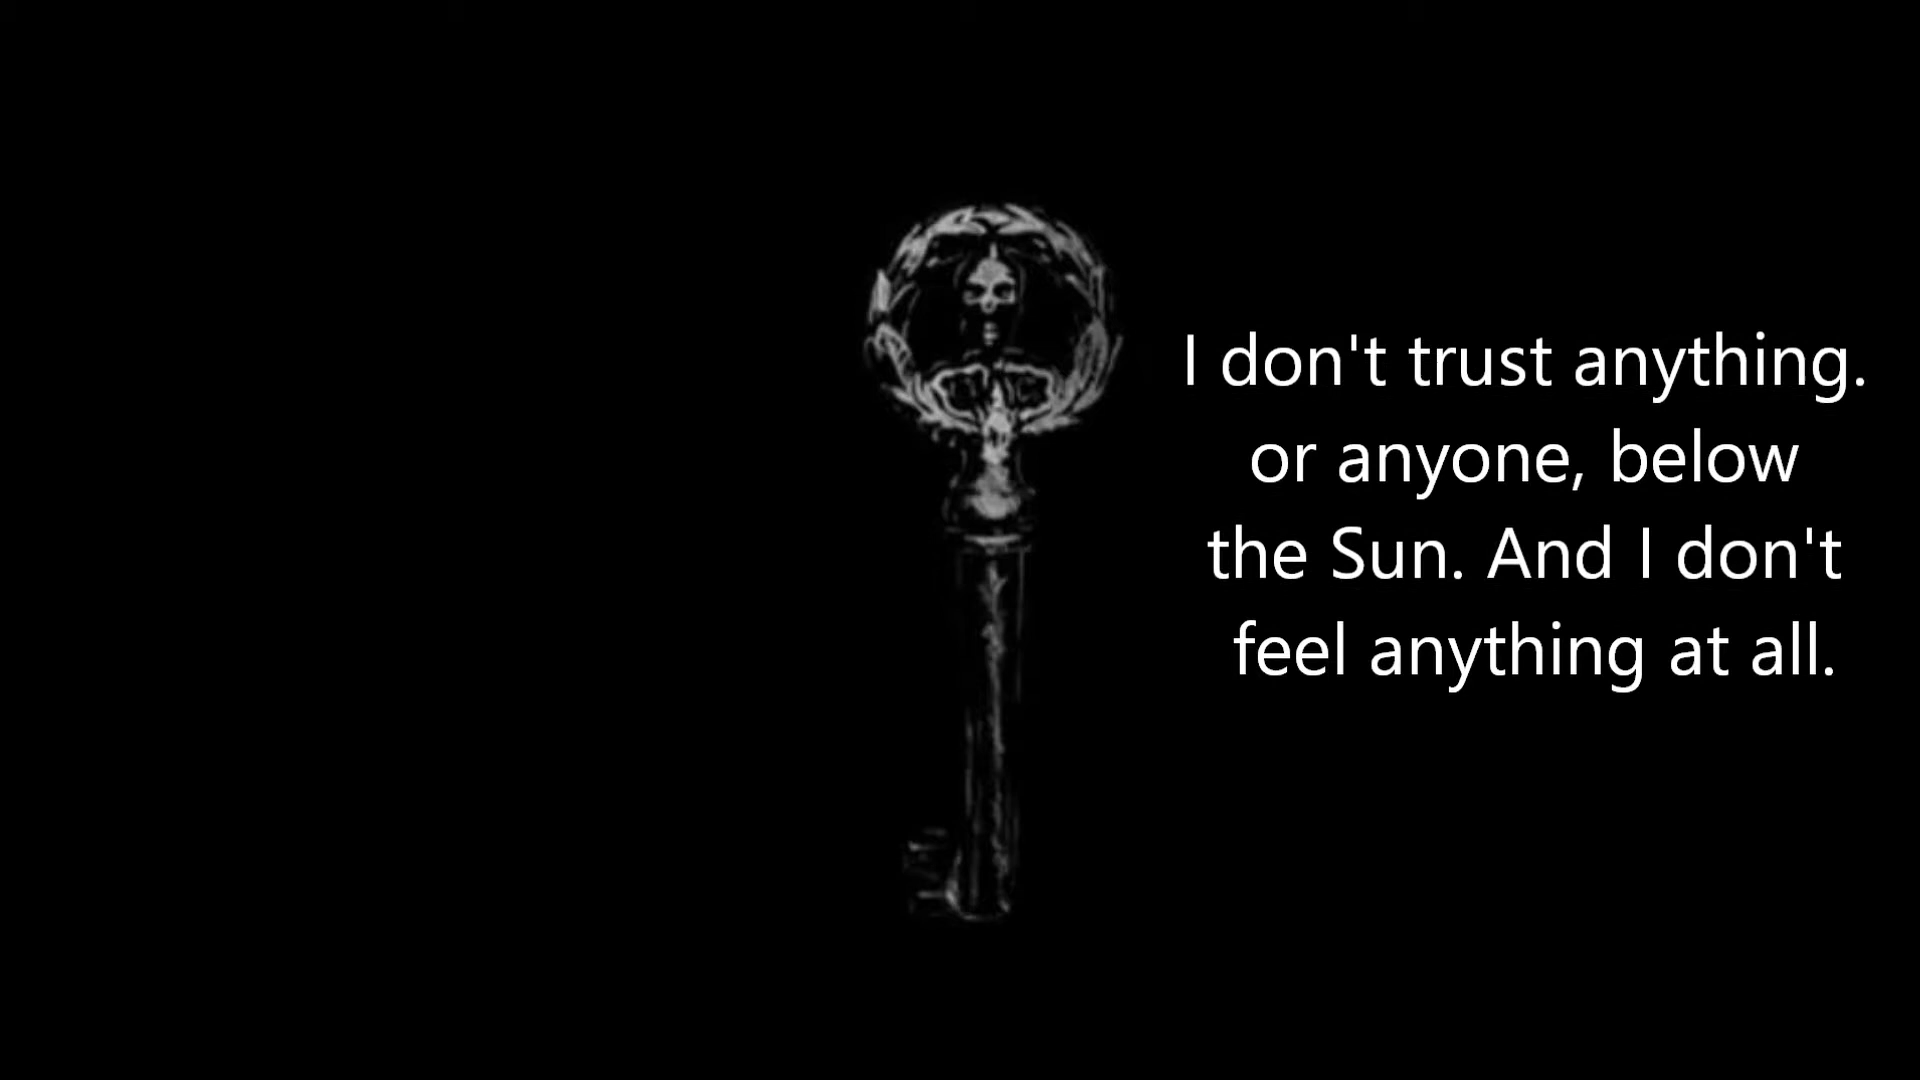 I don't trust anything.
or anyone, below
the Sun. And I don't
feel anything at all.